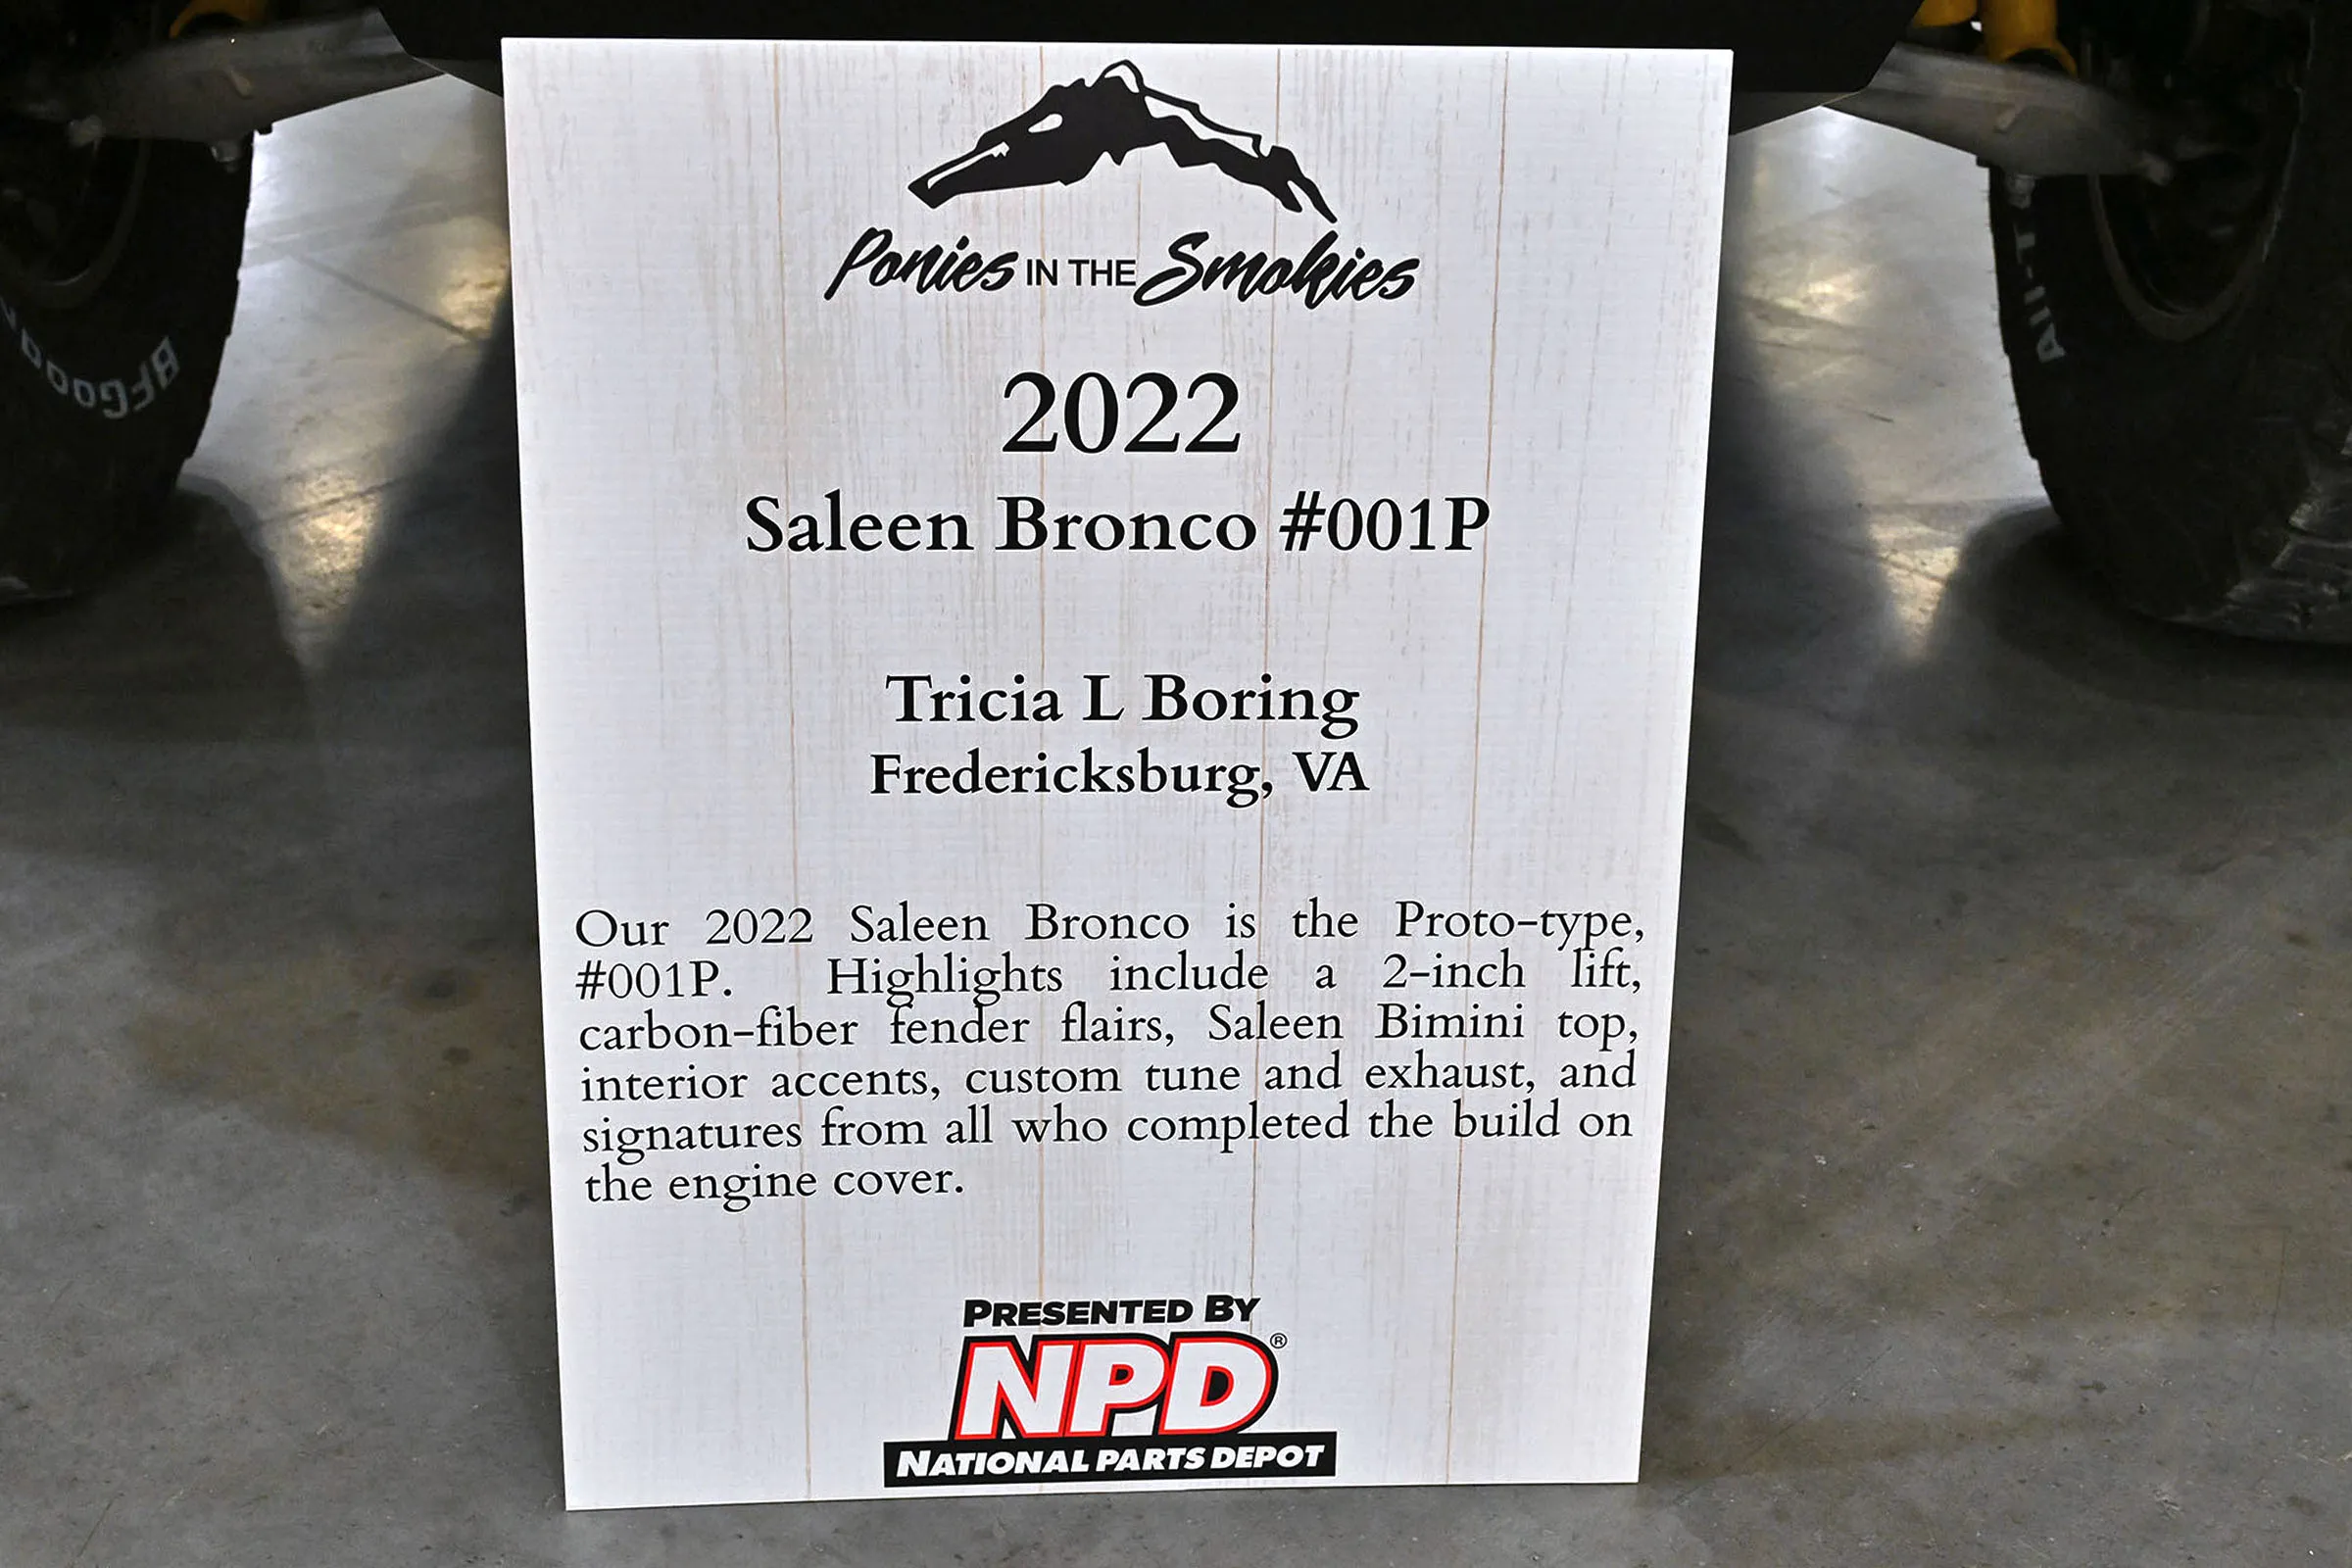 Ponies IN THE Smokies
2022
Saleen Bronco #001P
Tricia L Boring
Fredericksburg, VA
Our 2022 Saleen Bronco is the Proto-type,
#001P. Highlights include a 2-inch lift,
carbon-fiber fender flairs, Saleen Bimini top,
interior accents, custom tune and exhaust, and
signatures from all who completed the build on
the engine cover.
PRESENTED BY
NPD®
NATIONAL PARTS DEPOT